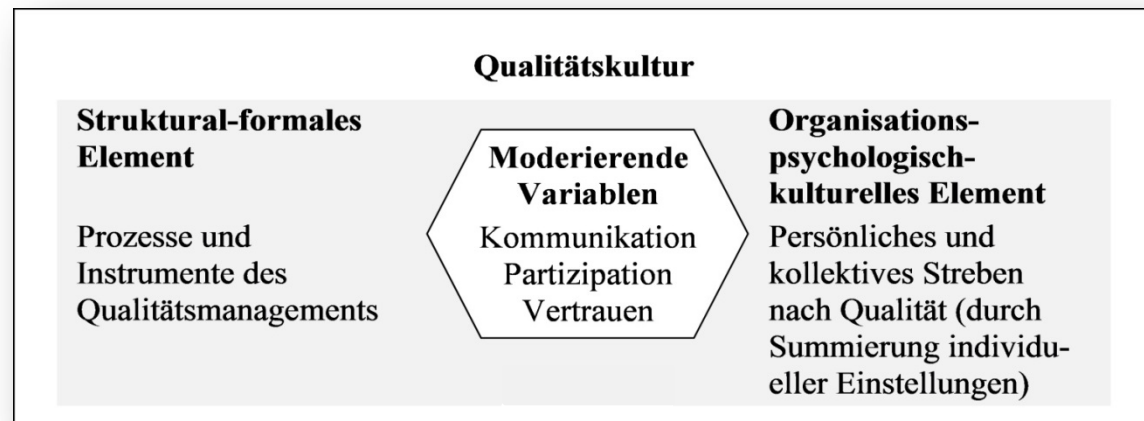 Qualitätskultur
Struktural-formales
Element
Prozesse und
Instrumente des
Qualitätsmanagements
Moderierende
Variablen
Kommunikation
Partizipation
Vertrauen
Organisations-
psychologisch-
kulturelles Element
Persönliches und
kollektives Streben
nach Qualität (durch
Summierung individu-
eller Einstellungen)